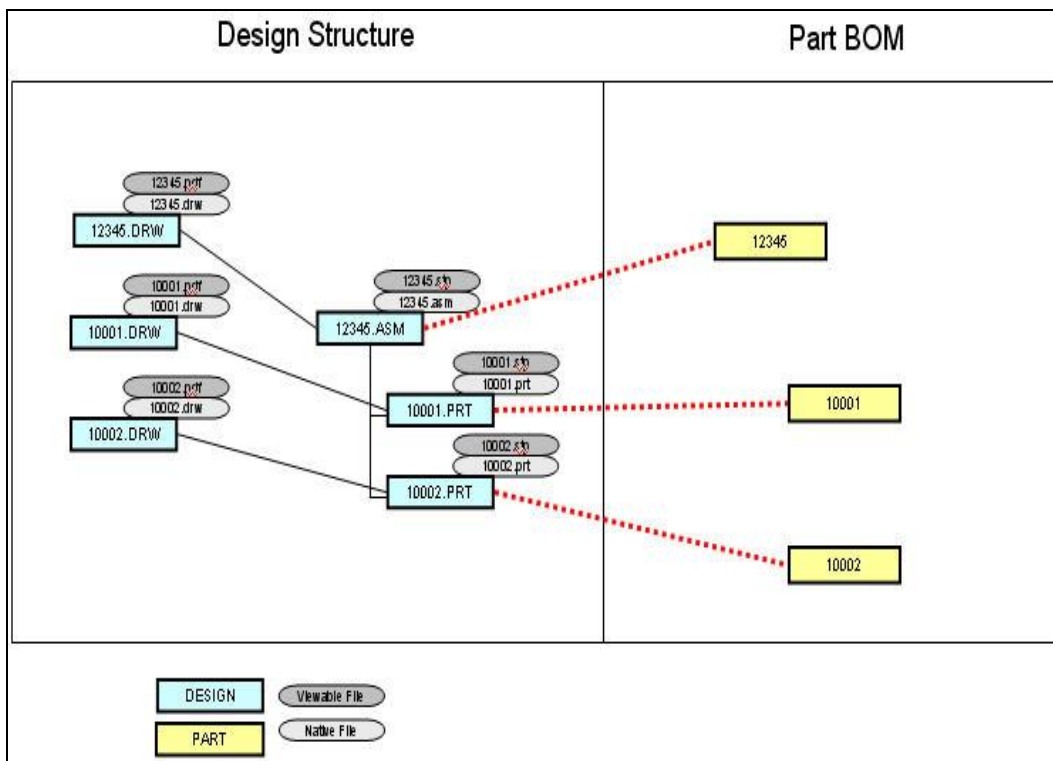 Design Structure
Part BOM
12345.pdf
12345.drw
12345.DRW
10001.pdf
10001.drw
10001.DRW
10002.pdf
10002.drw
10002.DRW
12345.stp
12345.asm
12345.ASM
10001.stp
10001.prt
10001.PRT
10002.stp
10002.prt
10002.PRT
12345
10001
10002
DESIGN
Viewable File
PART
Native File